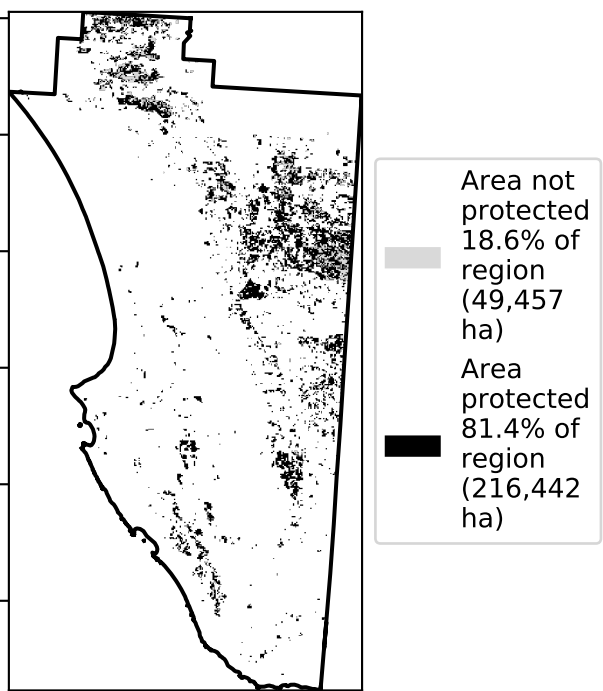 Area not
protected
18.6% of
region
(49,457
ha)
Area
protected
81.4% of
region
(216,442
ha)